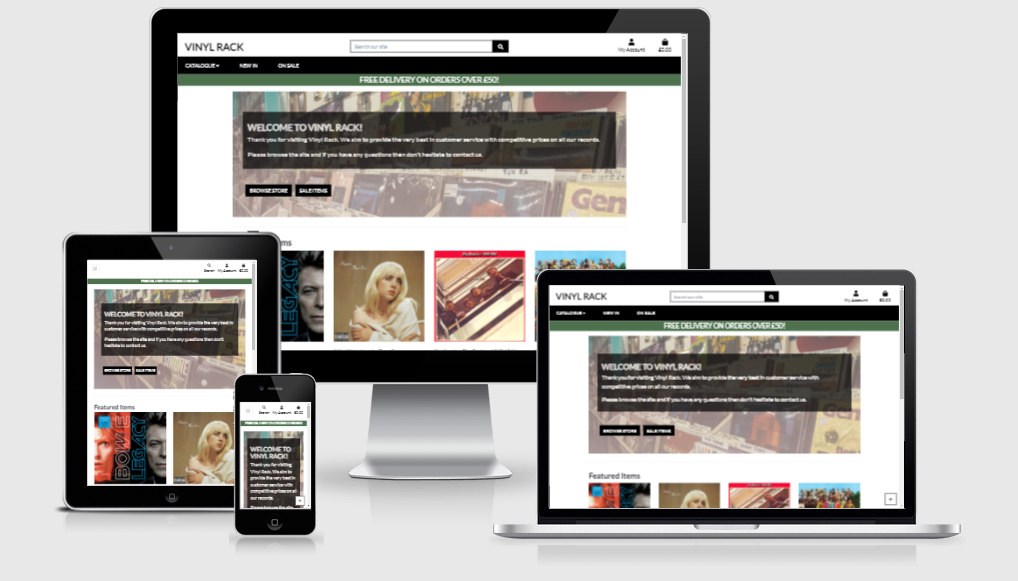 VINYL RACK
Search our site
My Account £0.00
CATALOGUE NEW IN ON SALE
FREE DELIVERY ON ORDERS OVER £50!
WELCOME TO VINYL RACK!
Thank you for visiting Vinyl Rack. We aim to provide the very best in customer service with competitive prices on all our records.
Please browse the site and if you have any questions then don't hesitate to contact us.
BROWSE STORE SALE ITEMS
Gen
ms
LEGACY
Search My Account £0.00
FREE DELIVERY ON ORDERS OVER £50!
WELCOME TO VINYL RACK!
Thank you for visiting Vinyl Rack. We aim to provide the very best in
customer service with competitive prices on all our records.
Please browse the site and if you have any questions then don't
hesitate to contact us.
BROWSE STORE SALE ITEMS
Featured Items
BOWIE
LEGACY
Search My Account £0.00
FREE DELIVERY ON ORDERS OVER £50!
WELCOME TO
VINYL RACK!
Thank you for visiting
Vinyl Rack. We aim to
provide the very best in
customer service with
competitive prices on all
our records.
Please browse the site
VINYL RACK
Search our site
My Account £0.00
CATALOGUE NEW IN ON SALE
FREE DELIVERY ON ORDERS OVER £50!
WELCOME TO VINYL RACK!
Thank you for visiting Vinyl Rack. We aim to provide the very best in customer service with
competitive prices on all our records.
Please browse the site and if you have any questions then don't hesitate to contact us.
BROWSE STORE SALE ITEMS
Gen
Featured Items